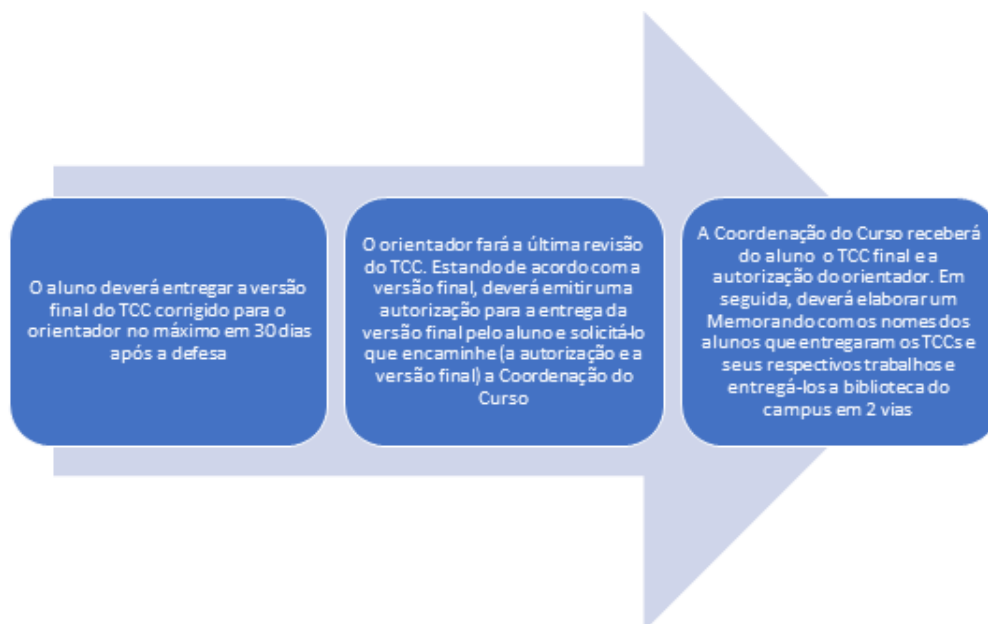 O aluno deverá entregar a versão
final do TCC corrigido para o
orientador no máximo em 30 dias
após a defesa
O orientador fará a última revisão
do TCC. Estando de acordo com a
versão final, deverá emitir uma
autorização para a entrega da
versão final pelo aluno e solicitá-lo
que encaminhe (a autorização e a
versão final) a Coordenação do
Curso
A Coordenação do Curso receberá
do aluno o TCC final e a
autorização do orientador. Em
seguida, deverá elaborar um
Memorando com os nomes dos
alunos que entregaram os TCCs e
seus respectivos trabalhos e
entregá-los a biblioteca do
campus em 2 vias